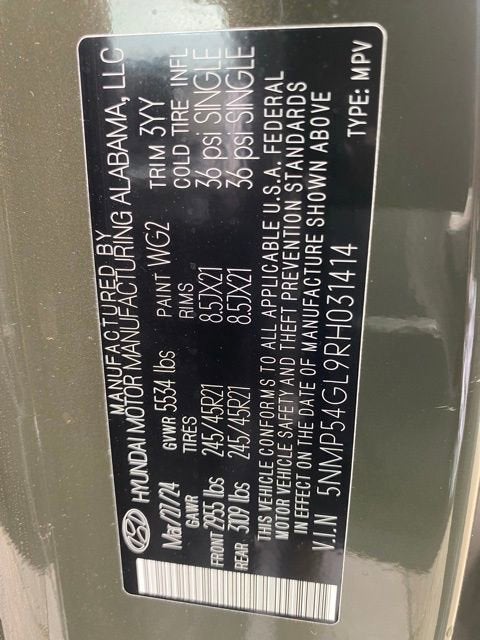 MANUFACTURED BY
HYUNDAI MOTOR MANUFACTURING ALABAMA, LLC
Mar/27/24 GVWR 5534 lbs PAINT WG2 TRIM 3YY
GAWR TIRES RIMS COLD TIRE INFL
FRONT 2955 lbs 245/45R21 8.5JX21 36 psi SINGLE
REAR 3109 lbs 245/45R21 8.5JX21 36 psi SINGLE
THIS VEHICLE CONFORMS TO ALL APPLICABLE U.S.A. FEDERAL
MOTOR VEHICLE SAFETY AND THEFT PREVENTION STANDARDS
IN EFFECT ON THE DATE OF MANUFACTURE SHOWN ABOVE
V.I.N 5NMP54GL9RH031414 TYPE: MPV